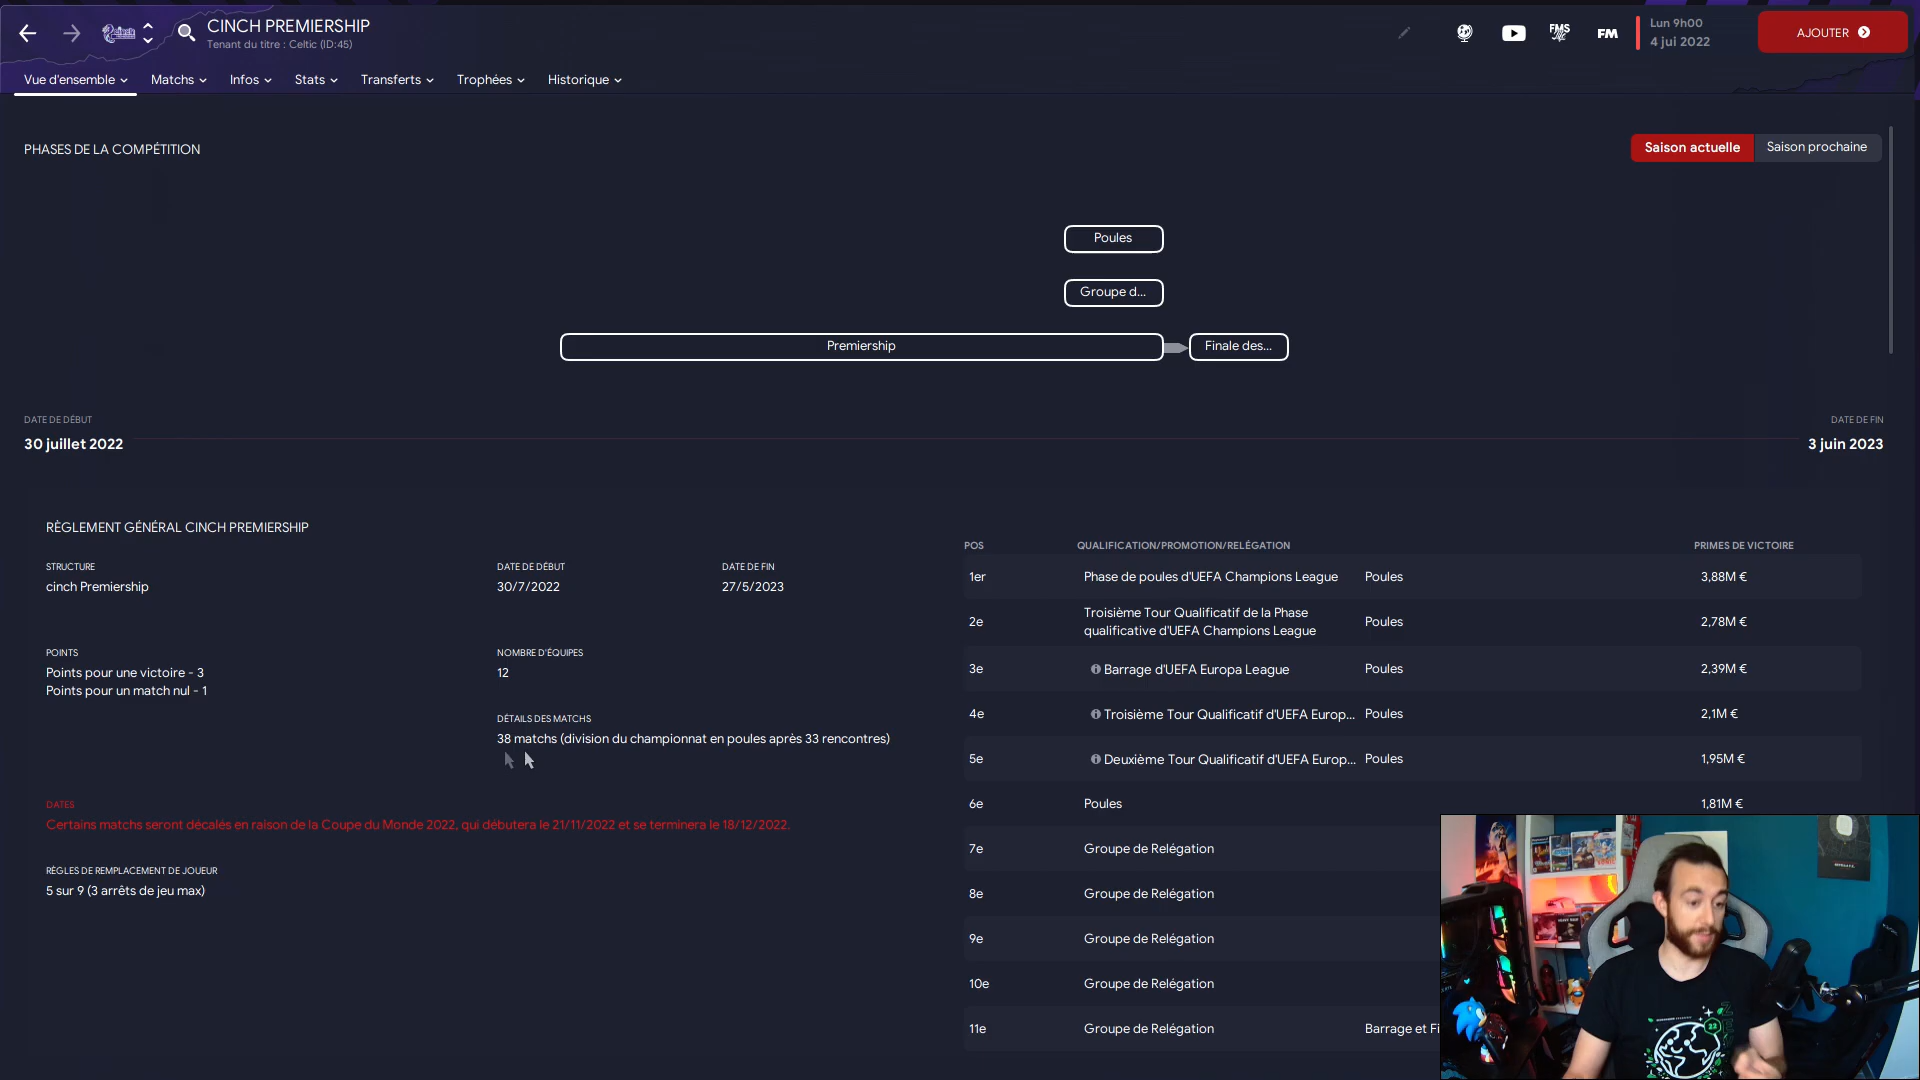 CINCH PREMIERSHIP
Tenant du titre : Celtic (ID:45)
cinch
FMS
FM
Lun 9h00
4 jui 2022
AJOUTER
Vue d'ensemble
Matchs
Infos
Stats
Transferts
Trophées
Historique
PHASES DE LA COMPÉTITION
Saison actuelle
Saison prochaine
Poules
Groupe d...
Premiership
Finale des...
DATE DE DÉBUT
30 juillet 2022
DATE DE FIN
3 juin 2023
RÈGLEMENT GÉNÉRAL CINCH PREMIERSHIP
STRUCTURE
cinch Premiership
DATE DE DÉBUT
30/7/2022
DATE DE FIN
27/5/2023
POINTS
Points pour une victoire - 3
Points pour un match nul - 1
NOMBRE D'ÉQUIPES
12
DÉTAILS DES MATCHS
38 matchs (division du championnat en poules après 33 rencontres)
DATES
Certains matchs seront décalés en raison de la Coupe du Monde 2022, qui débutera le 21/11/2022 et se terminera le 18/12/2022.
RÈGLES DE REMPLACEMENT DE JOUEUR
5 sur 9 (3 arrêts de jeu max)
POS QUALIFICATION/PROMOTION/RELÉGATION PRIMES DE VICTOIRE
1er Phase de poules d'UEFA Champions League Poules 3,88M €
2e Troisième Tour Qualificatif de la Phase
qualificative d'UEFA Champions League Poules 2,78M €
3e Barrage d'UEFA Europa League Poules 2,39M €
4e Troisième Tour Qualificatif d'UEFA Europ... Poules 2,1M €
5e Deuxième Tour Qualificatif d'UEFA Europ... Poules 1,95M €
6e Poules 1,81M €
7e Groupe de Relégation
8e Groupe de Relégation
9e Groupe de Relégation
10e Groupe de Relégation
11e Groupe de Relégation Barrage et Fi